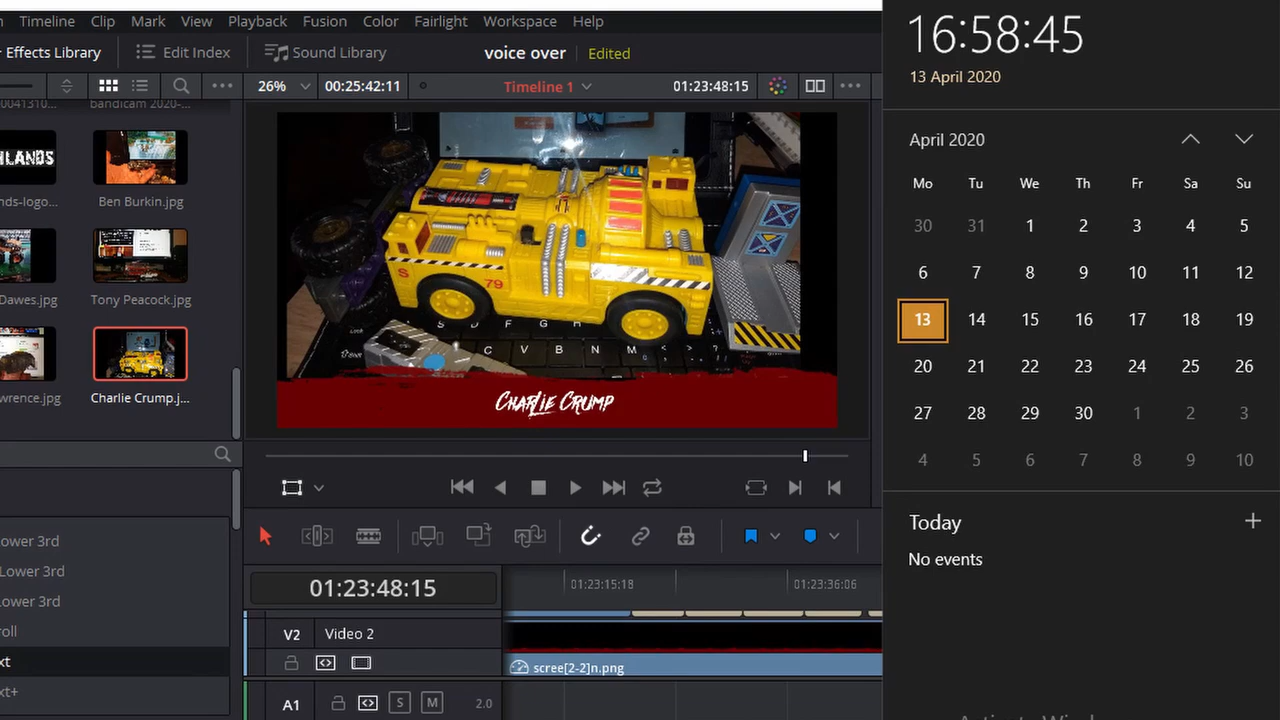 Timeline Clip Mark View Playback Fusion Color Fairlight Workspace Help
Effects Library Edit Index Sound Library voice over Edited
26% 00:25:42:11 Timeline 1 01:23:48:15
bandicam 2020-...
Ben Burkin.jpg
Dawes.jpg Tony Peacock.jpg
Charlie Crump.j...
S 79
S D F G H
C V B N M
Charlie Crump
Lower 3rd
Lower 3rd
01:23:48:15
01:23:15:18 01:23:36:06
V2 Video 2
scree[2-2]n.png
A1 S M 2.0
16:58:45
13 April 2020
April 2020
Mo Tu We Th Fr Sa Su
30 31 1 2 3 4 5
6 7 8 9 10 11 12
13 14 15 16 17 18 19
20 21 22 23 24 25 26
27 28 29 30 1 2 3
4 5 6 7 8 9 10
Today
No events